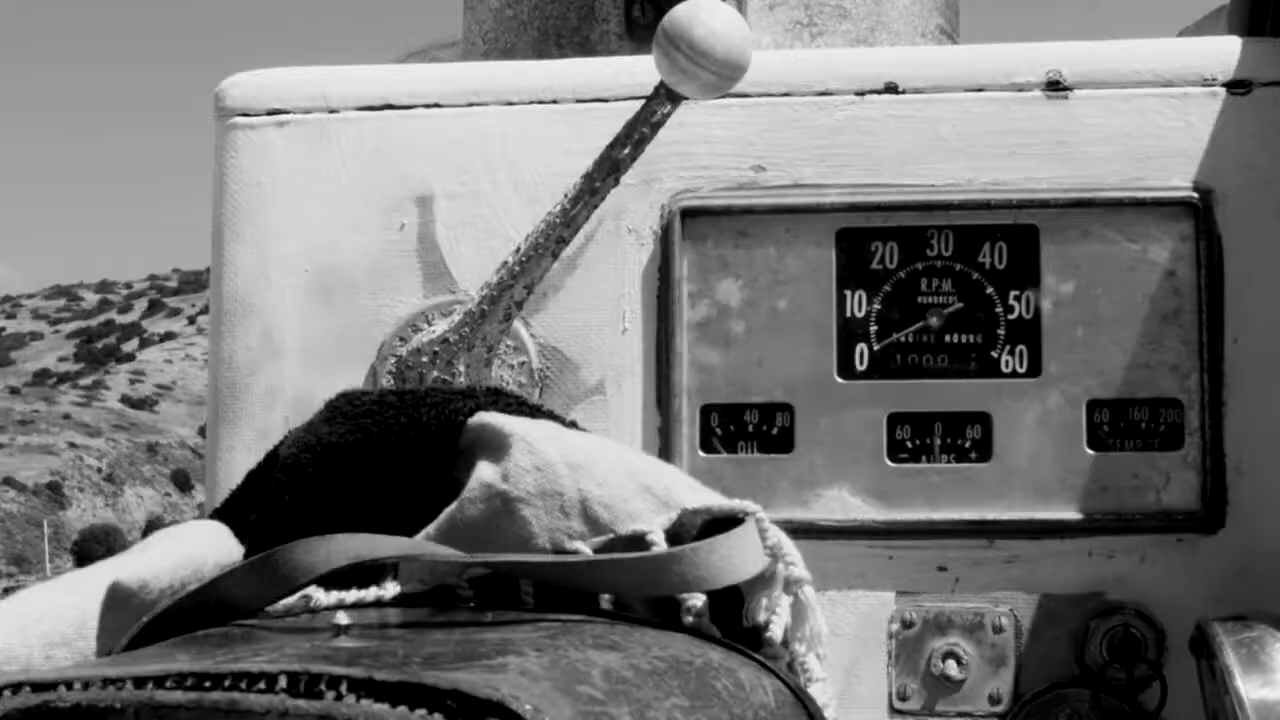 20 30 40
R.P.M.
HUNDREDS
10 50
ENGINE HOURS
0 60
0 40 80
OIL
60 0 60
- AMPS +
60 160 200
TEMP °F